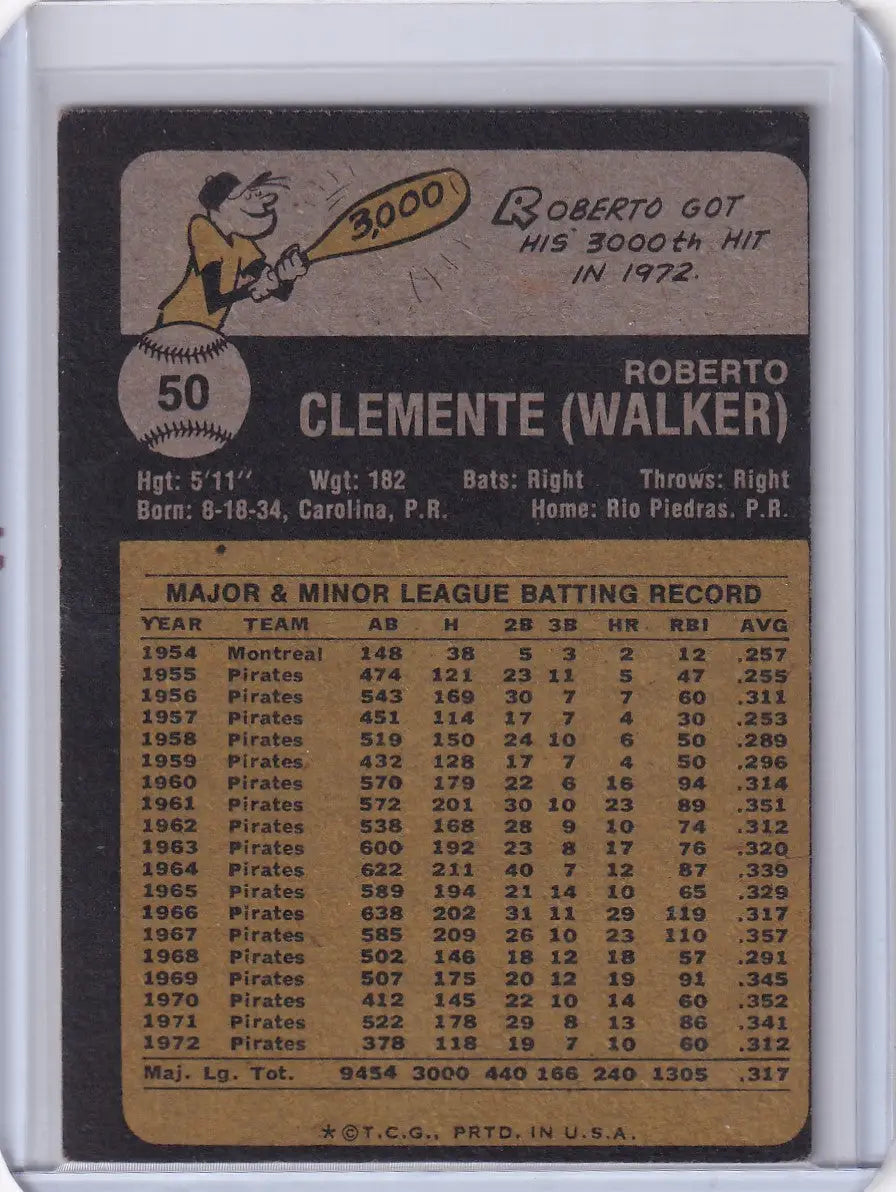 3,000
ROBERTO GOT
HIS 3000th HIT
IN 1972.
50
ROBERTO
CLEMENTE (WALKER)
Hgt: 5'11" Wgt: 182 Bats: Right Throws: Right
Born: 8-18-34, Carolina, P.R. Home: Rio Piedras. P.R.
MAJOR & MINOR LEAGUE BATTING RECORD
YEAR TEAM AB H 2B 3B HR RBI AVG
1954 Montreal 148 38 5 3 2 12 .257
1955 Pirates 474 121 23 11 5 47 .255
1956 Pirates 543 169 30 7 7 60 .311
1957 Pirates 451 114 17 7 4 30 .253
1958 Pirates 519 150 24 10 6 50 .289
1959 Pirates 432 128 17 7 4 50 .296
1960 Pirates 570 179 22 6 16 94 .314
1961 Pirates 572 201 30 10 23 89 .351
1962 Pirates 538 168 28 9 10 74 .312
1963 Pirates 600 192 23 8 17 76 .320
1964 Pirates 622 211 40 7 12 87 .339
1965 Pirates 589 194 21 14 10 65 .329
1966 Pirates 638 202 31 11 29 119 .317
1967 Pirates 585 209 26 10 23 110 .357
1968 Pirates 502 146 18 12 18 57 .291
1969 Pirates 507 175 20 12 19 91 .345
1970 Pirates 412 145 22 10 14 60 .352
1971 Pirates 522 178 29 8 13 86 .341
1972 Pirates 378 118 19 7 10 60 .312
Maj. Lg. Tot. 9454 3000 440 166 240 1305 .317
*©T.C.G., PRTD. IN U.S.A.